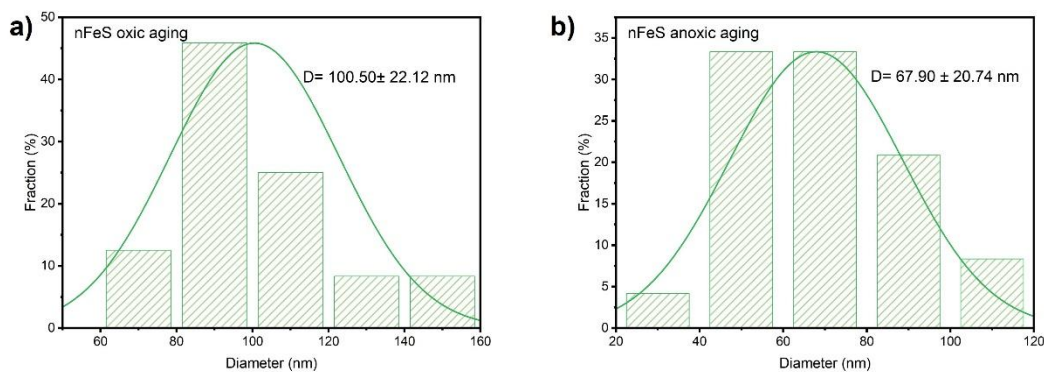 a)
nFeS oxic aging
D= 100.50± 22.12 nm
Fraction (%)
50
40
30
20
10
0
60 80 100 120 140 160
Diameter (nm)
b)
nFeS anoxic aging
D= 67.90 ± 20.74 nm
Fraction (%)
35
30
25
20
15
10
5
0
20 40 60 80 100 120
Diameter (nm)